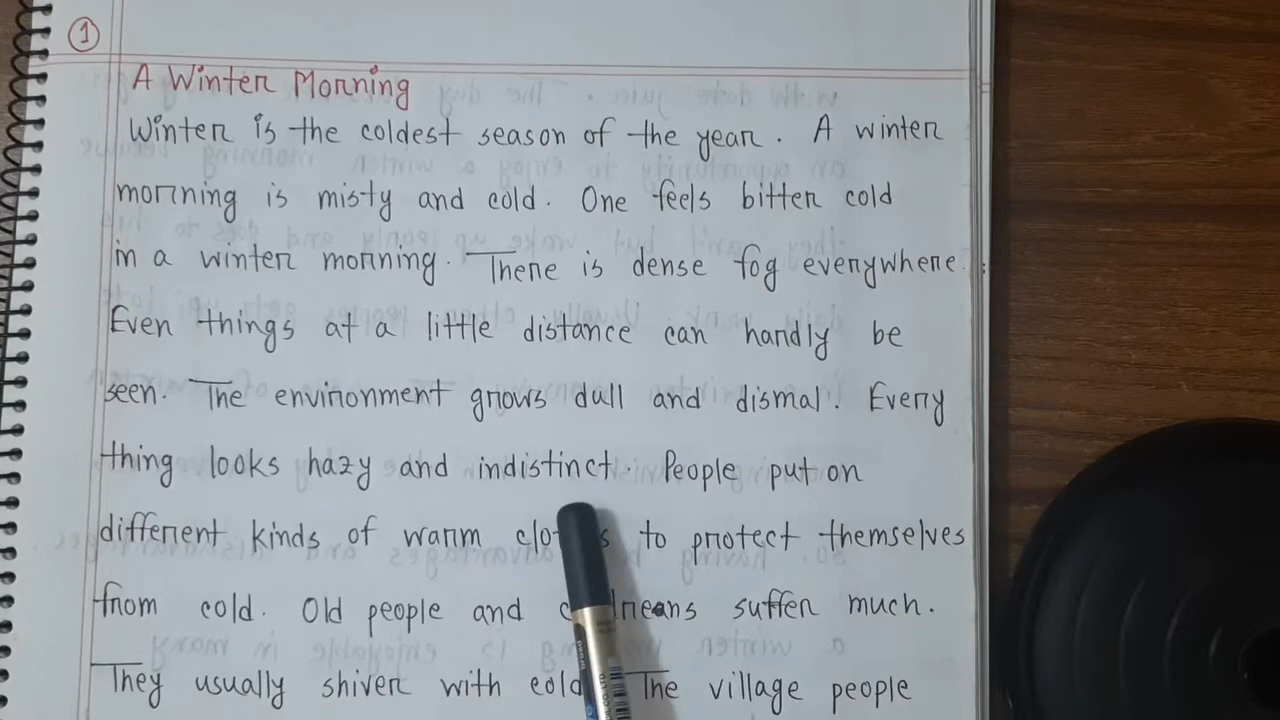 1
A Winter Morning
Winter is the coldest season of the year. A winter
morning is misty and cold. One feels bitter cold
in a winter morning. There is dense fog everywhere.
Even things at a little distance can hardly be
seen. The environment grows dull and dismal. Every
thing looks hazy and indistinct. People put on
different kinds of warm to protect themselves
from cold. Old people and suffer much.
They usually shiver with cold The village people